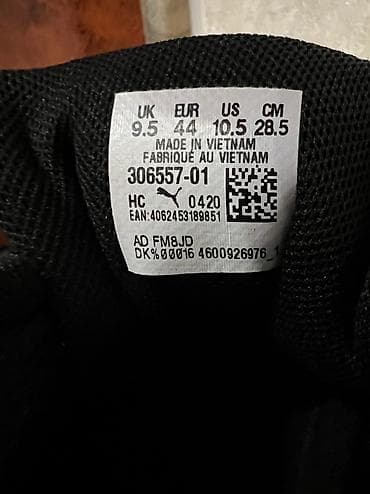 UK EUR US CM
9.5 44 10.5 28.5
MADE IN VIETNAM
FABRIQUÉ AU VIETNAM
306557-01
HC 0420
EAN:4062453189851
AD FM8JD
DK%00016 4600926976_1